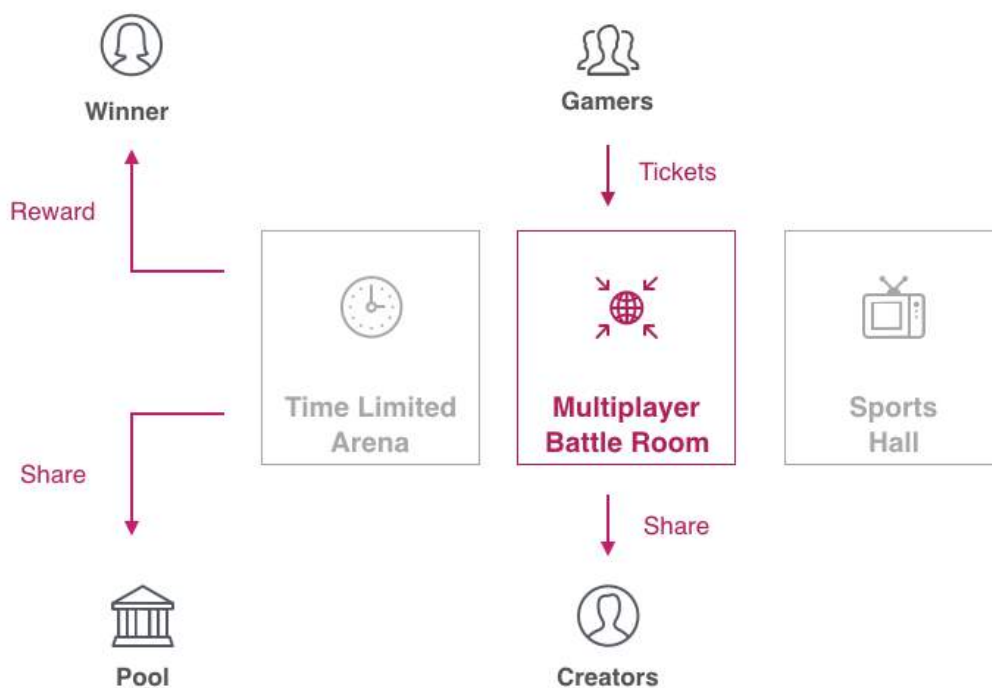 Winner
Gamers
Tickets
Reward
Time Limited
Arena
Multiplayer
Battle Room
Sports
Hall
Share
Share
Pool
Creators